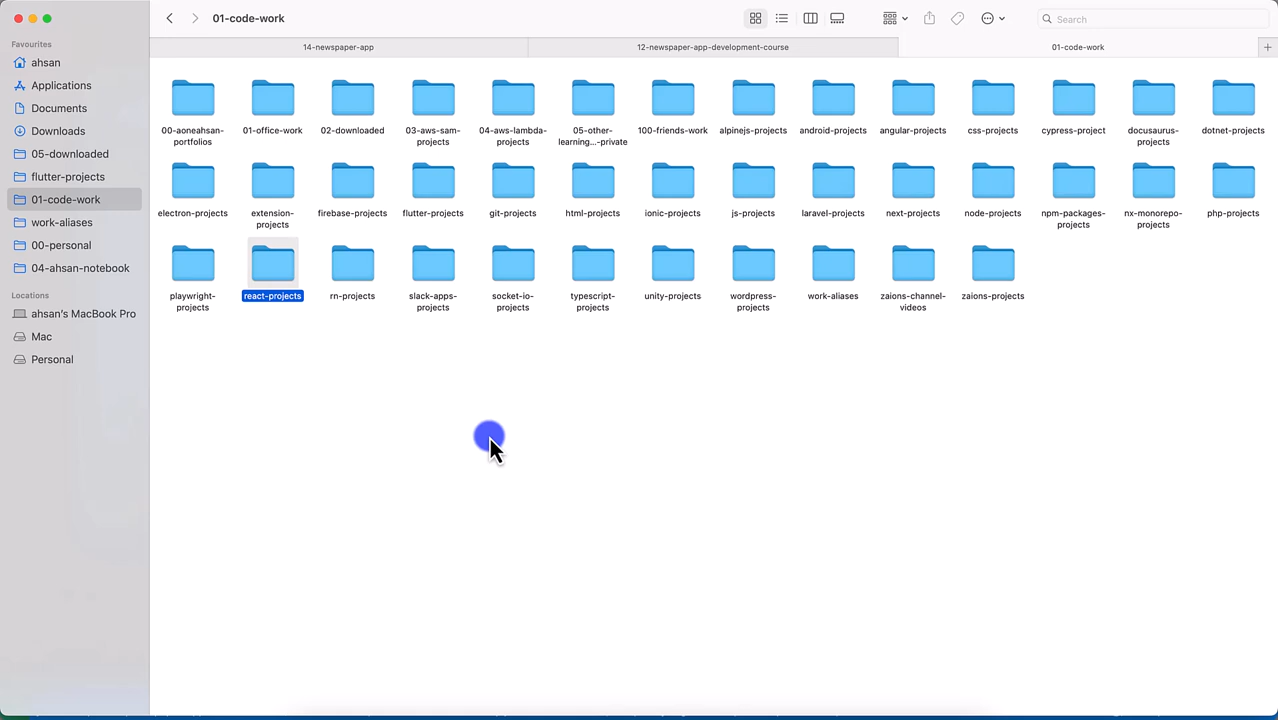 01-code-work
Search
Favourites
ahsan
Applications
Documents
Downloads
05-downloaded
flutter-projects
01-code-work
work-aliases
00-personal
04-ahsan-notebook
Locations
ahsan's MacBook Pro
Mac
Personal
14-newspaper-app
12-newspaper-app-development-course
01-code-work
00-aoneahsan-
portfolios
01-office-work
02-downloaded
03-aws-sam-
projects
04-aws-lambda-
projects
05-other-
learning...-private
100-friends-work
alpinejs-projects
android-projects
angular-projects
css-projects
cypress-project
docusaurus-
projects
dotnet-projects
electron-projects
extension-
projects
firebase-projects
flutter-projects
git-projects
html-projects
ionic-projects
js-projects
laravel-projects
next-projects
node-projects
npm-packages-
projects
nx-monorepo-
projects
php-projects
playwright-
projects
react-projects
rn-projects
slack-apps-
projects
socket-io-
projects
typescript-
projects
unity-projects
wordpress-
projects
work-aliases
zaions-channel-
videos
zaions-projects